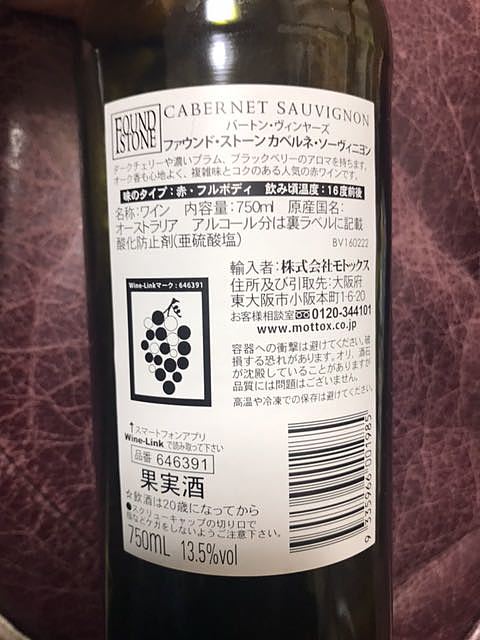 FOUND
STONE
CABERNET SAUVIGNON
バートン・ヴィンヤーズ
ファウンド・ストーン カベルネ・ソーヴィニヨン
ダークチェリーや濃いプラム、ブラックベリーのアロマを持ちます。
オーク香も心地よく、複雑味とコクのある人気の赤ワインです。
味のタイプ:赤・フルボディ 飲み頃温度:16度前後
名称:ワイン 内容量:750ml 原産国名:
オーストラリア アルコール分は裏ラベルに記載
酸化防止剤(亜硫酸塩)
BV160222
Wine-Linkマーク:646391
輸入者:株式会社モトックス
住所及び引取先:大阪府
東大阪市小阪本町1-6-20
お客様相談室 0120-344101
www.mottox.co.jp
容器への衝撃は避けてください。破
損する恐れがあります。オリ、酒石
が沈殿していることがありますが
品質には問題はございません。
高温や冷凍での保存は避けてください。
↑スマートフォンアプリ
Wine-Linkで読み取って下さい
品番 646391
果実酒
☆飲酒は20歳になってから
●スクリューキャップの切り口で
指などケガをしないようご注意下さい。
750mL 13.5%vol
9 335966 001985